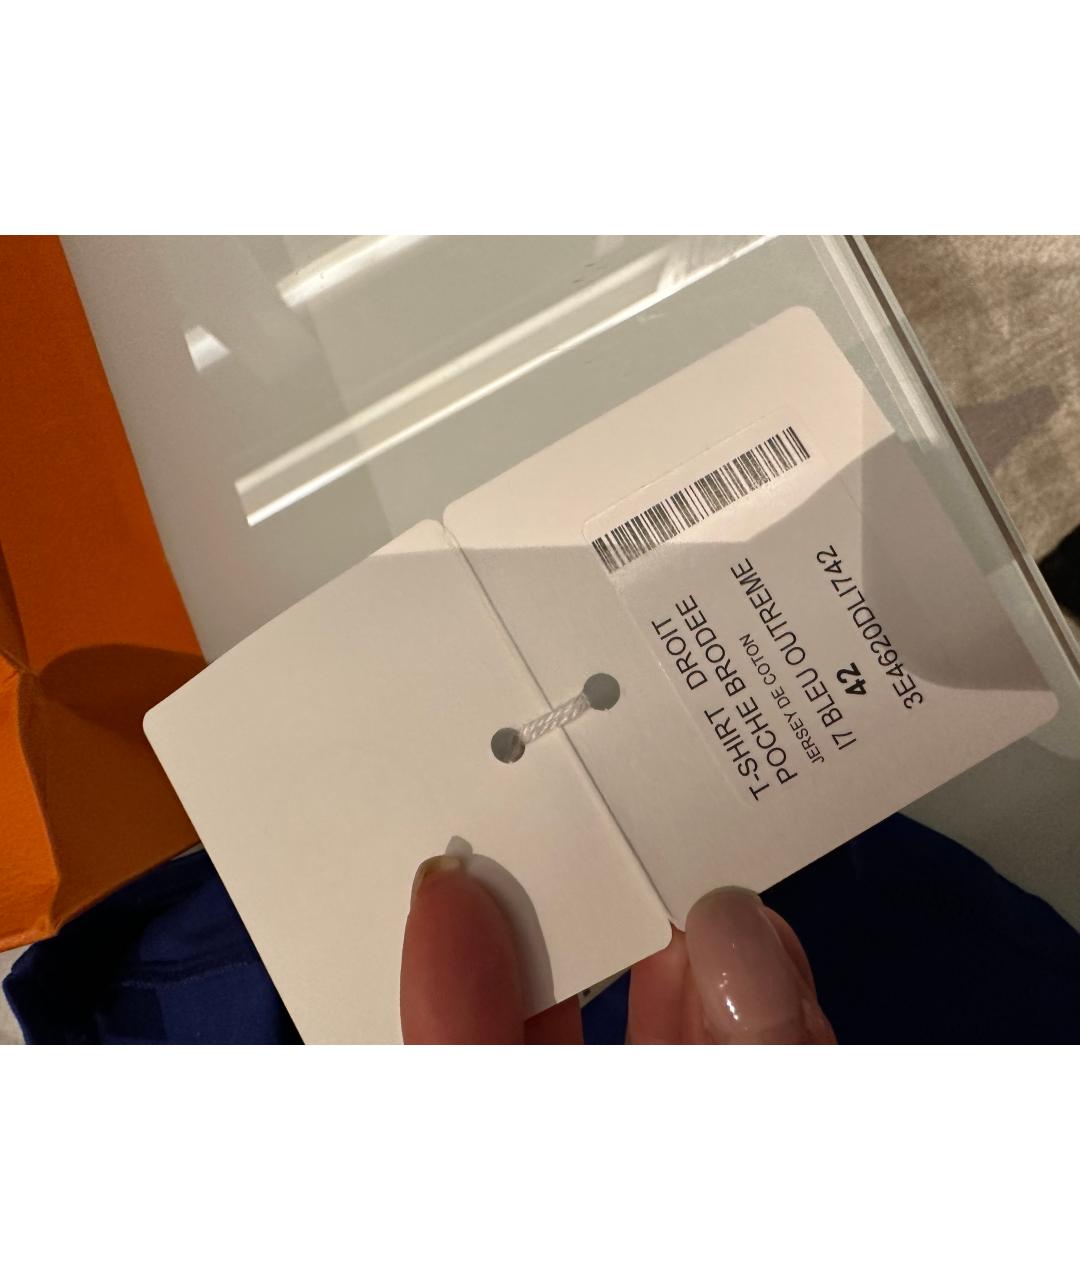 T-SHIRT DROIT
POCHE BRODEE
JERSEY DE COTON
I7 BLEU OUTREME
42
3E4620DLI742